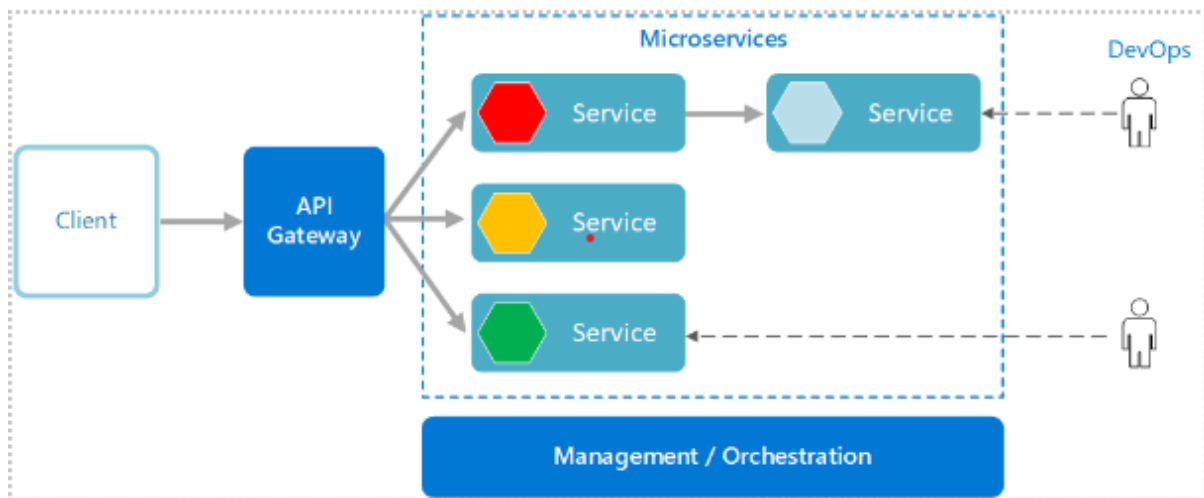 Microservices
DevOps
Service
Service
Client
API
Gateway
Service
Service
Management / Orchestration